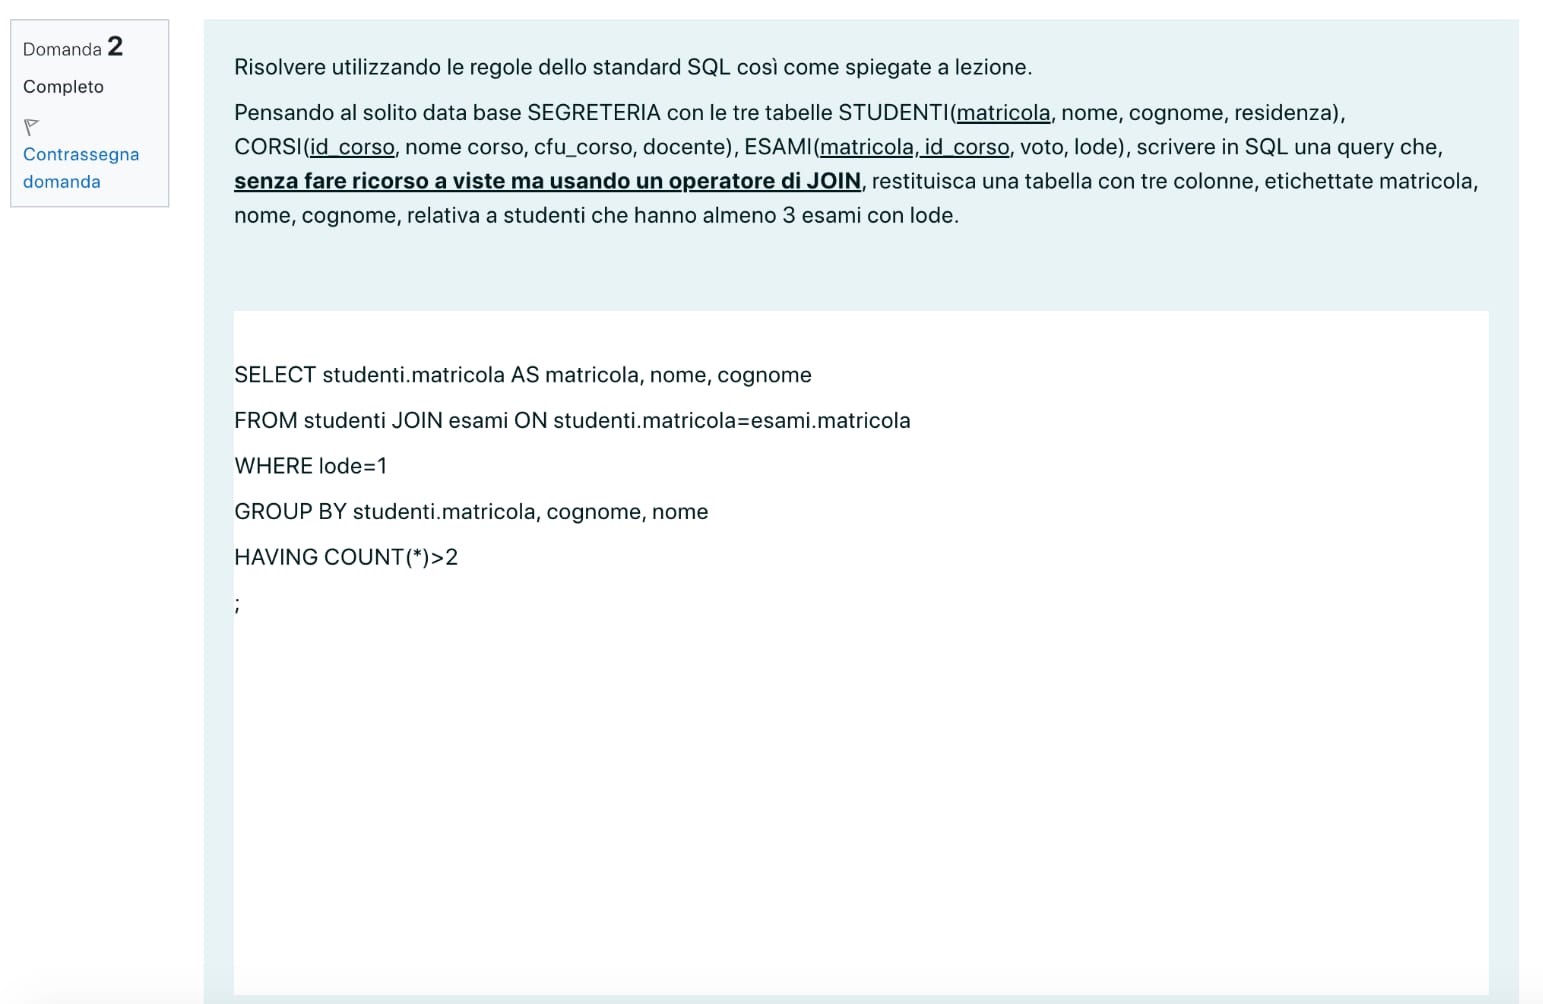 Domanda 2
Completo
Contrassegna
domanda
Risolvere utilizzando le regole dello standard SQL così come spiegate a lezione.
Pensando al solito data base SEGRETERIA con le tre tabelle STUDENTI(matricola, nome, cognome, residenza),
CORSI(id_corso, nome corso, cfu_corso, docente), ESAMI(matricola, id_corso, voto, lode), scrivere in SQL una query che,
senza fare ricorso a viste ma usando un operatore di JOIN, restituisca una tabella con tre colonne, etichettate matricola,
nome, cognome, relativa a studenti che hanno almeno 3 esami con lode.
SELECT studenti.matricola AS matricola, nome, cognome
FROM studenti JOIN esami ON studenti.matricola=esami.matricola
WHERE lode=1
GROUP BY studenti.matricola, cognome, nome
HAVING COUNT(*)>2
;